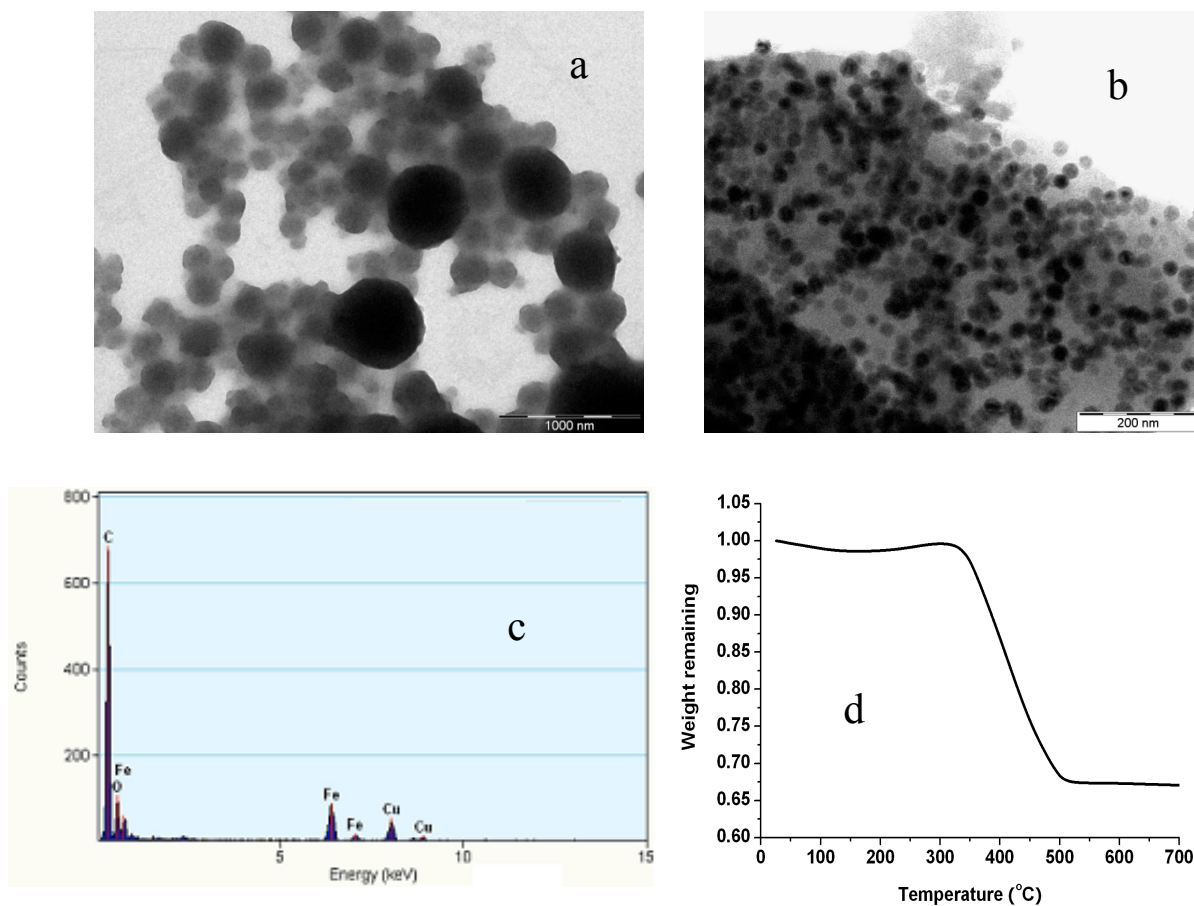 a
1000 nm
b
200 nm
800
600
400
200
Counts
C
Fe
O
Fe
Fe
Cu
Cu
c
5
10
15
Energy (keV)
1.05
1.00
0.95
0.90
0.85
0.80
0.75
0.70
0.65
0.60
Weight remaining
d
0
100
200
300
400
500
600
700
Temperature (°C)